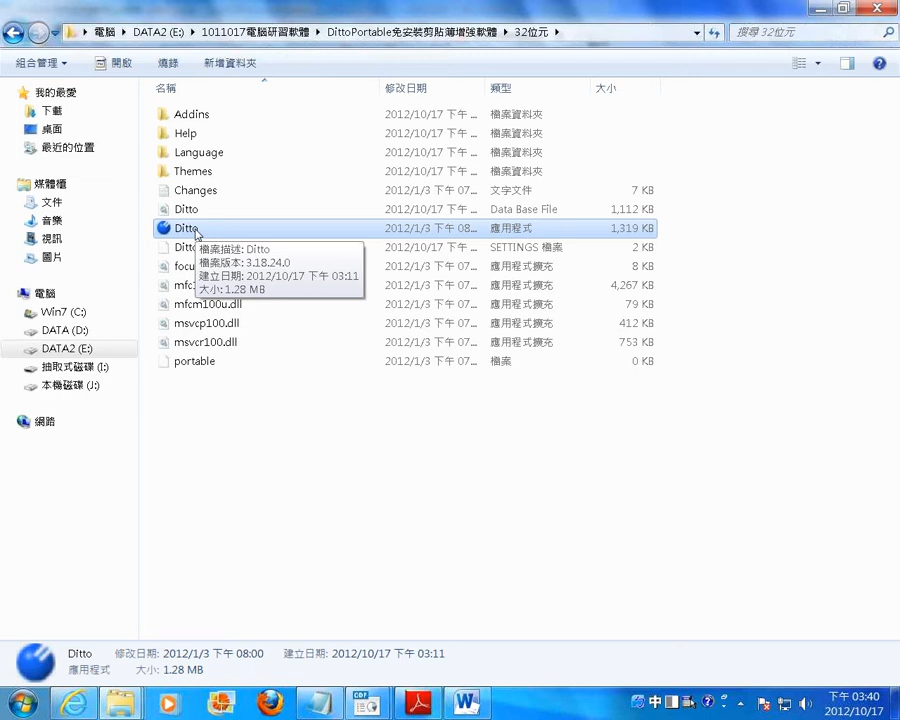 電腦 ▸ DATA2 (E:) ▸ 1011017電腦研習軟體 ▸ DittoPortable免安裝剪貼薄增強軟體 ▸ 32位元 ▸
搜尋 32位元
組合管理 開啟 燒錄 新增資料夾
名稱 修改日期 類型 大小
我的最愛
下載
桌面
最近的位置
媒體櫃
文件
音樂
視訊
圖片
電腦
Win7 (C:)
DATA (D:)
DATA2 (E:)
抽取式磁碟 (I:)
本機磁碟 (J:)
網路
Addins 2012/10/17 下午 ... 檔案資料夾
Help 2012/10/17 下午 ... 檔案資料夾
Language 2012/10/17 下午 ... 檔案資料夾
Themes 2012/10/17 下午 ... 檔案資料夾
Changes 2012/1/3 下午 07... 文字文件 7 KB
Ditto 2012/10/17 下午 ... Data Base File 1,112 KB
Ditto 2012/1/3 下午 08... 應用程式 1,319 KB
Ditto 2012/10/17 下午 ... SETTINGS 檔案 2 KB
focu 2012/1/3 下午 07... 應用程式擴充 8 KB
mfc1 2012/1/3 下午 07... 應用程式擴充 4,267 KB
mfcm100u.dll 2012/1/3 下午 07... 應用程式擴充 79 KB
msvcp100.dll 2012/1/3 下午 07... 應用程式擴充 412 KB
msvcr100.dll 2012/1/3 下午 07... 應用程式擴充 753 KB
portable 2012/1/3 下午 07... 檔案 0 KB
檔案描述: Ditto
檔案版本: 3.18.24.0
建立日期: 2012/10/17 下午 03:11
大小: 1.28 MB
Ditto 修改日期: 2012/1/3 下午 08:00 建立日期: 2012/10/17 下午 03:11
應用程式 大小: 1.28 MB
中
下午 03:40
2012/10/17